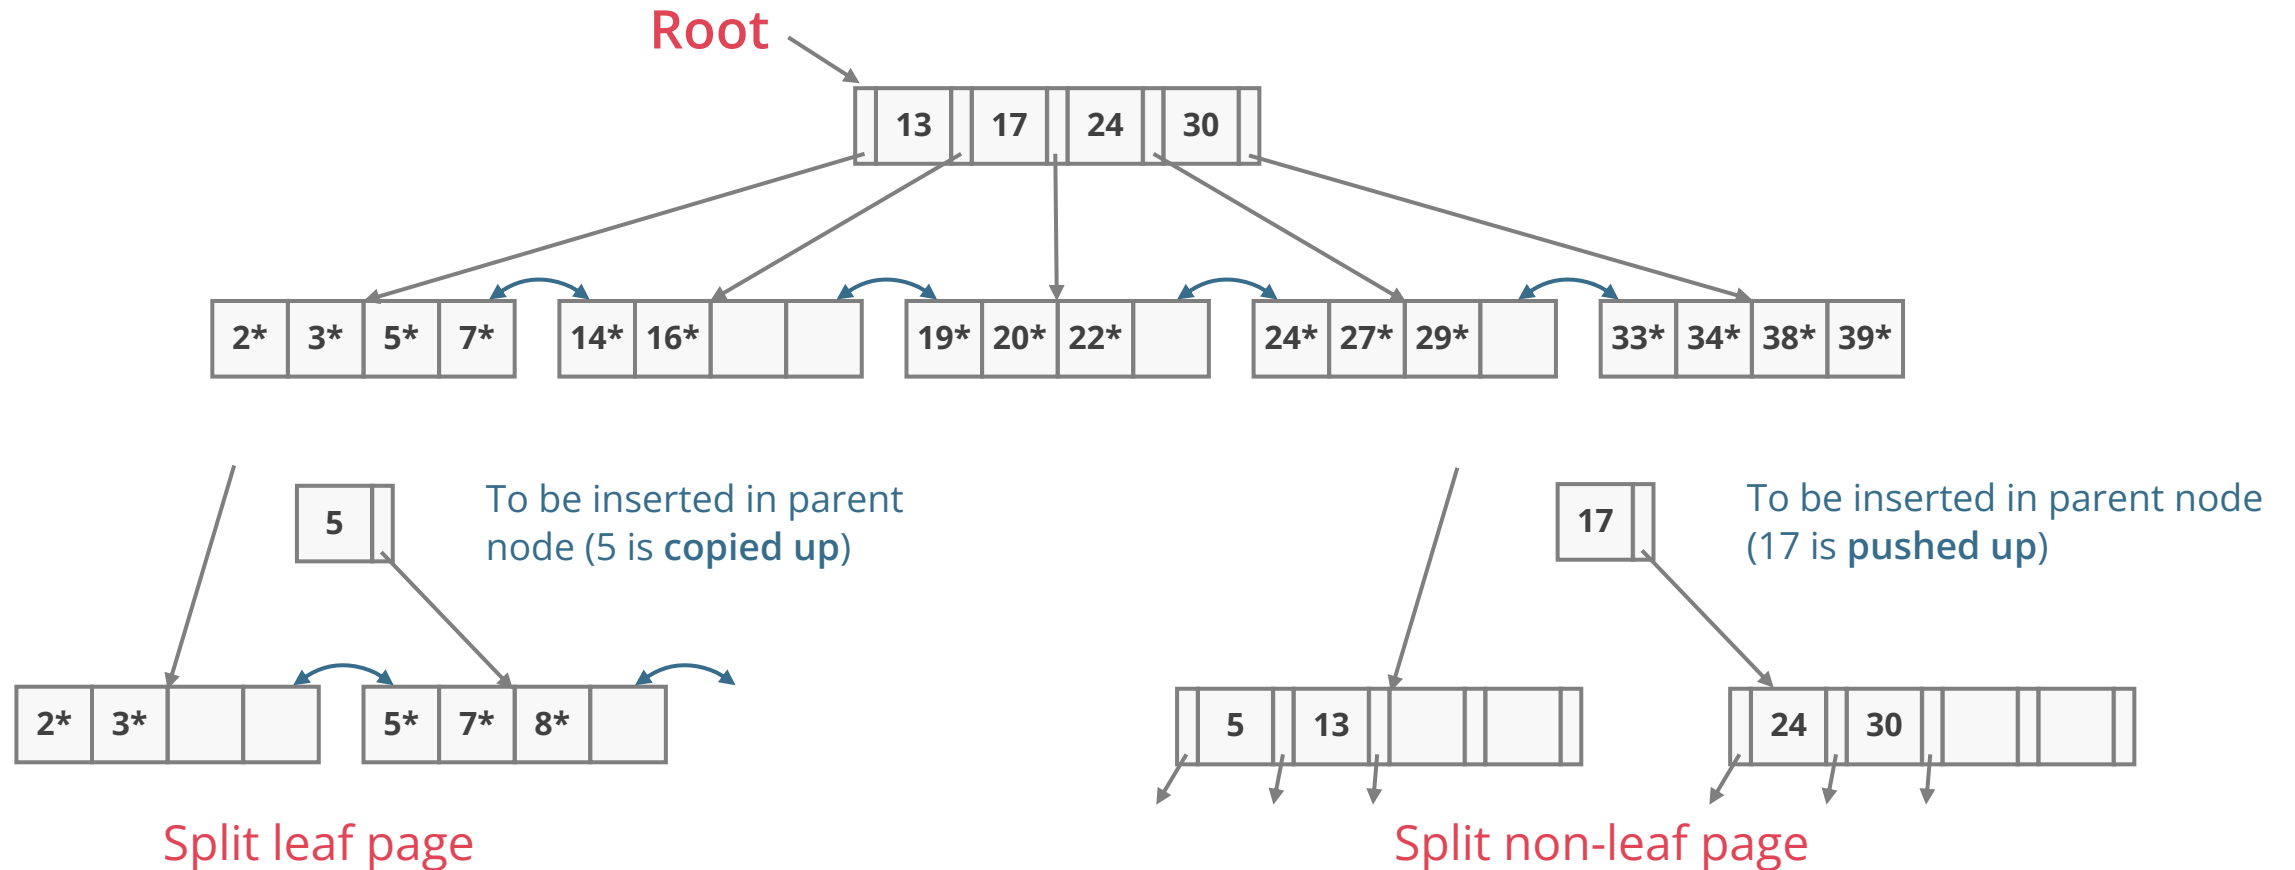 Root
13 17 24 30
2* 3* 5* 7* 14* 16* 19* 20* 22* 24* 27* 29* 33* 34* 38* 39*
5
To be inserted in parent
node (5 is copied up)
17
To be inserted in parent node
(17 is pushed up)
2* 3* 5* 7* 8*
5 13 24 30
Split leaf page
Split non-leaf page